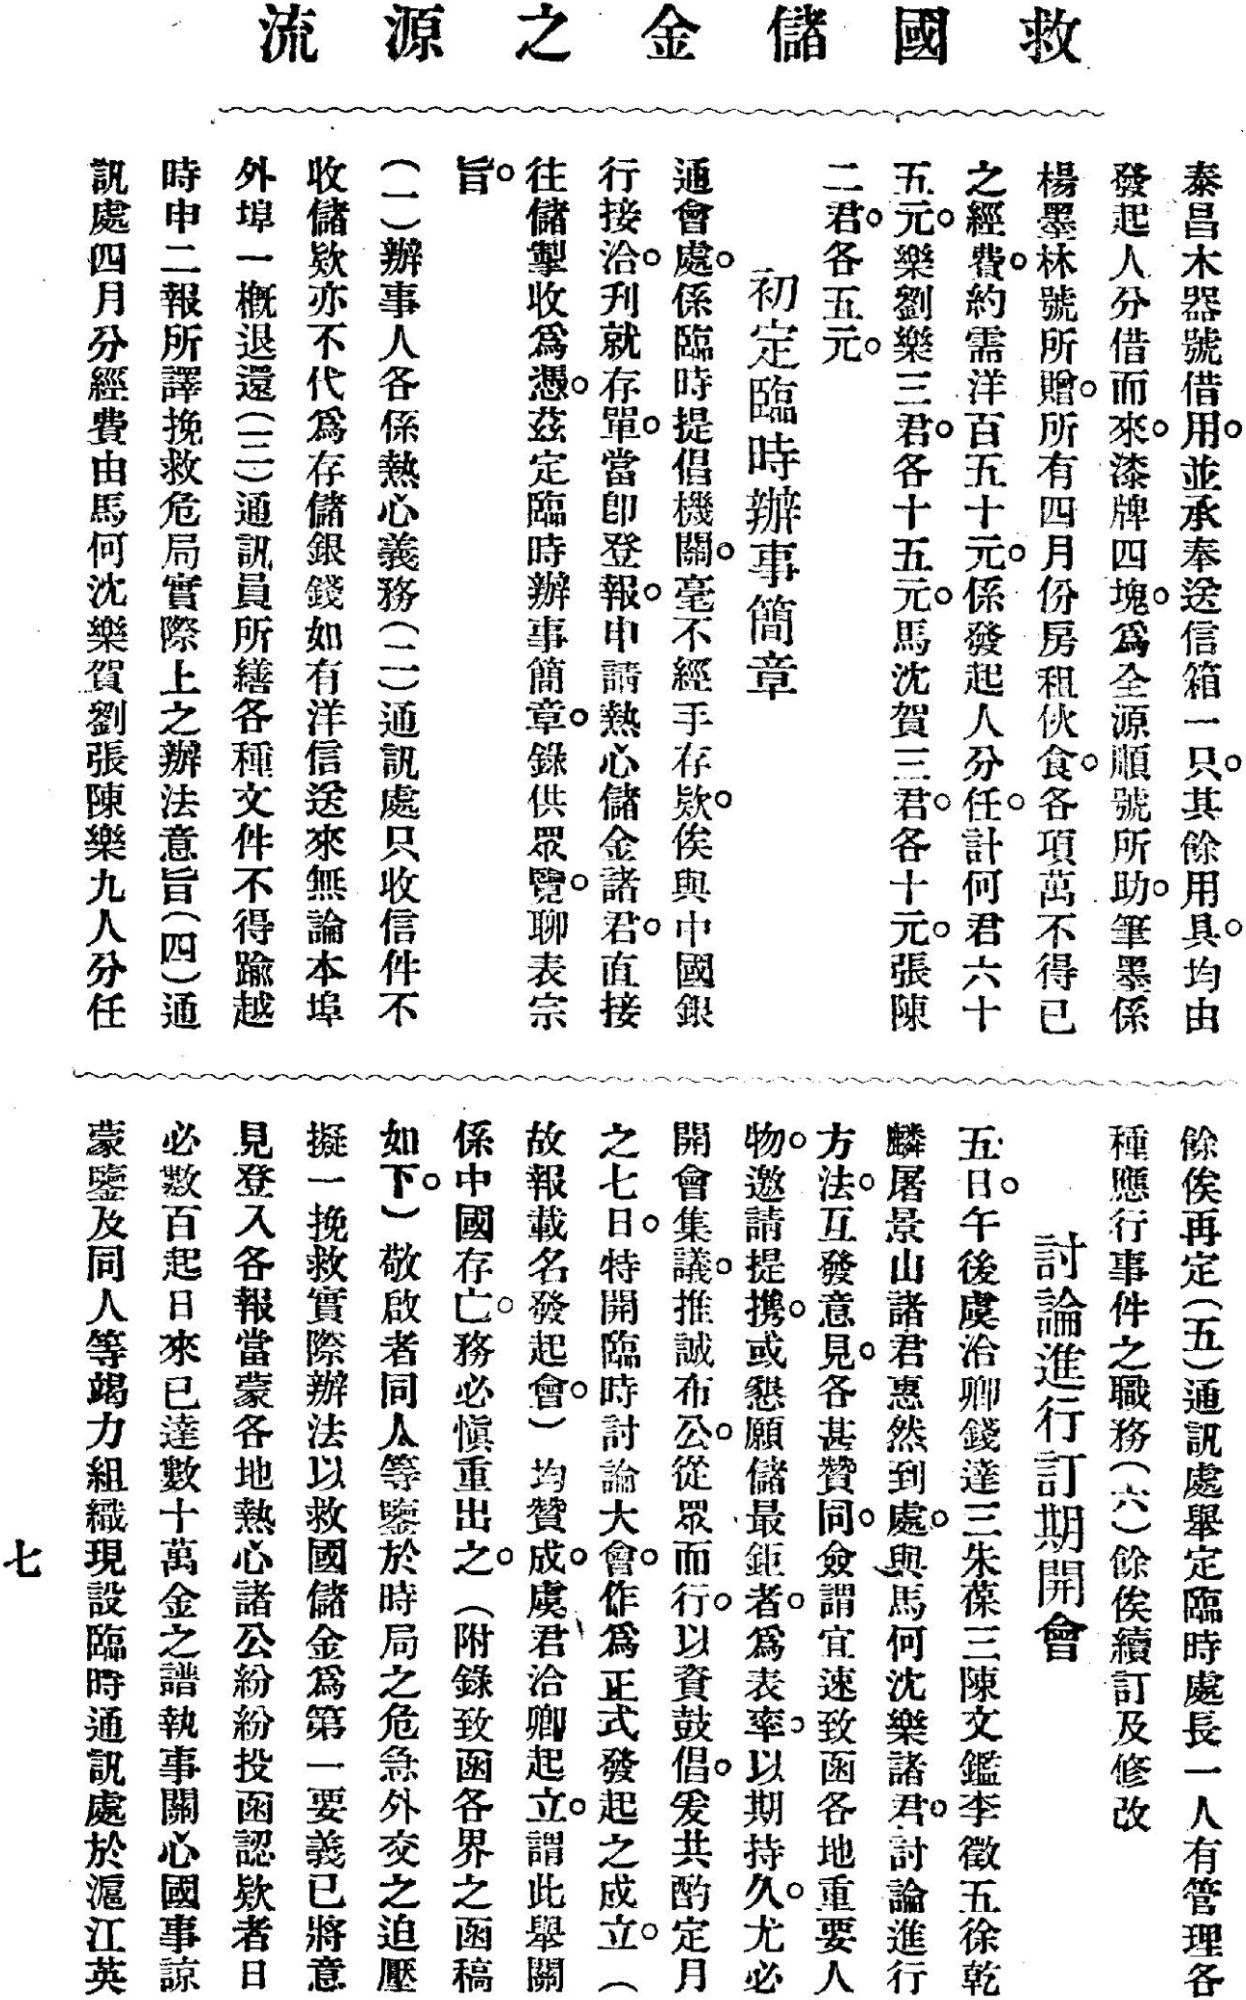 救國儲金之源流
泰昌木器號借用。並承奉送信箱一只。其餘用具。均由
發起人分借而來。漆牌四塊。爲全源順號所助。筆墨係
楊墨林號所贈。所有四月份房租伙食。各項萬不得已
之經費。約需洋百五十元。係發起人分任。計何君六十
五元。樂劉樂三君。各十五元。馬沈賀三君。各十元。張陳
二君。各五元。
初定臨時辦事簡章
通會處。係臨時提倡機關。毫不經手存欵。俟與中國銀
行接洽。刋就存單。當卽登報。申請熱心儲金諸君。直接
往儲掣收爲憑。茲定臨時辦事簡章。錄供眾覽。聊表宗
旨。
(一)辦事人各係熱心義務(二)通訊處只收信件不
收儲欵亦不代爲存儲銀錢如有洋信送來無論本埠
外埠一槪退還(三)通訊員所繕各種文件不得踰越
時申二報所譯挽救危局實際上之辦法意旨(四)通
訊處四月分經費由馬何沈樂賀劉張陳樂九人分任
餘俟再定(五)通訊處舉定臨時處長一人有管理各
種應行事件之職務(六)餘俟續訂及修改
討論進行訂期開會
五日。午後虞洽卿錢達三朱葆三陳文鑑李徵五徐乾
麟屠景山諸君惠然到處。與馬何沈樂諸君。討論進行
方法。互發意見。各甚贊同。僉謂宜速致函各地重要人
物。邀請提携。或懇願儲最鉅者。爲表率。以期持久。尤必
開會集議。推誠布公。從眾而行。以資鼓倡。爰共酌定月
之七日。特開臨時討論大會。作爲正式發起之成立。(
故報載名發起會。)均贊成。虞君洽卿起立。謂此舉關
係中國存亡。務必愼重出之。(附錄致函各界之函稿
如下。)敬啟者同人等鑒於時局之危急外交之迫壓
擬一挽救實際辦法以救國儲金爲第一要義已將意
見登入各報當蒙各地熱心諸公紛紛投函認欵者日
必數百起日來已達數十萬金之譜執事關心國事諒
蒙鑒及同人等竭力組織現設臨時通訊處於滬江英
七